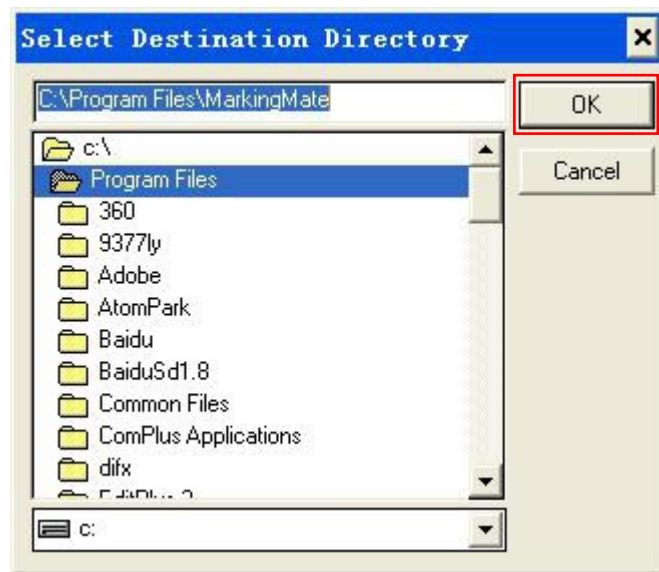 Select Destination Directory
C:\Program Files\MarkingMate
OK
Cancel
c:\
Program Files
360
9377ly
Adobe
AtomPark
Baidu
BaiduSd1.8
Common Files
ComPlus Applications
difx
c: